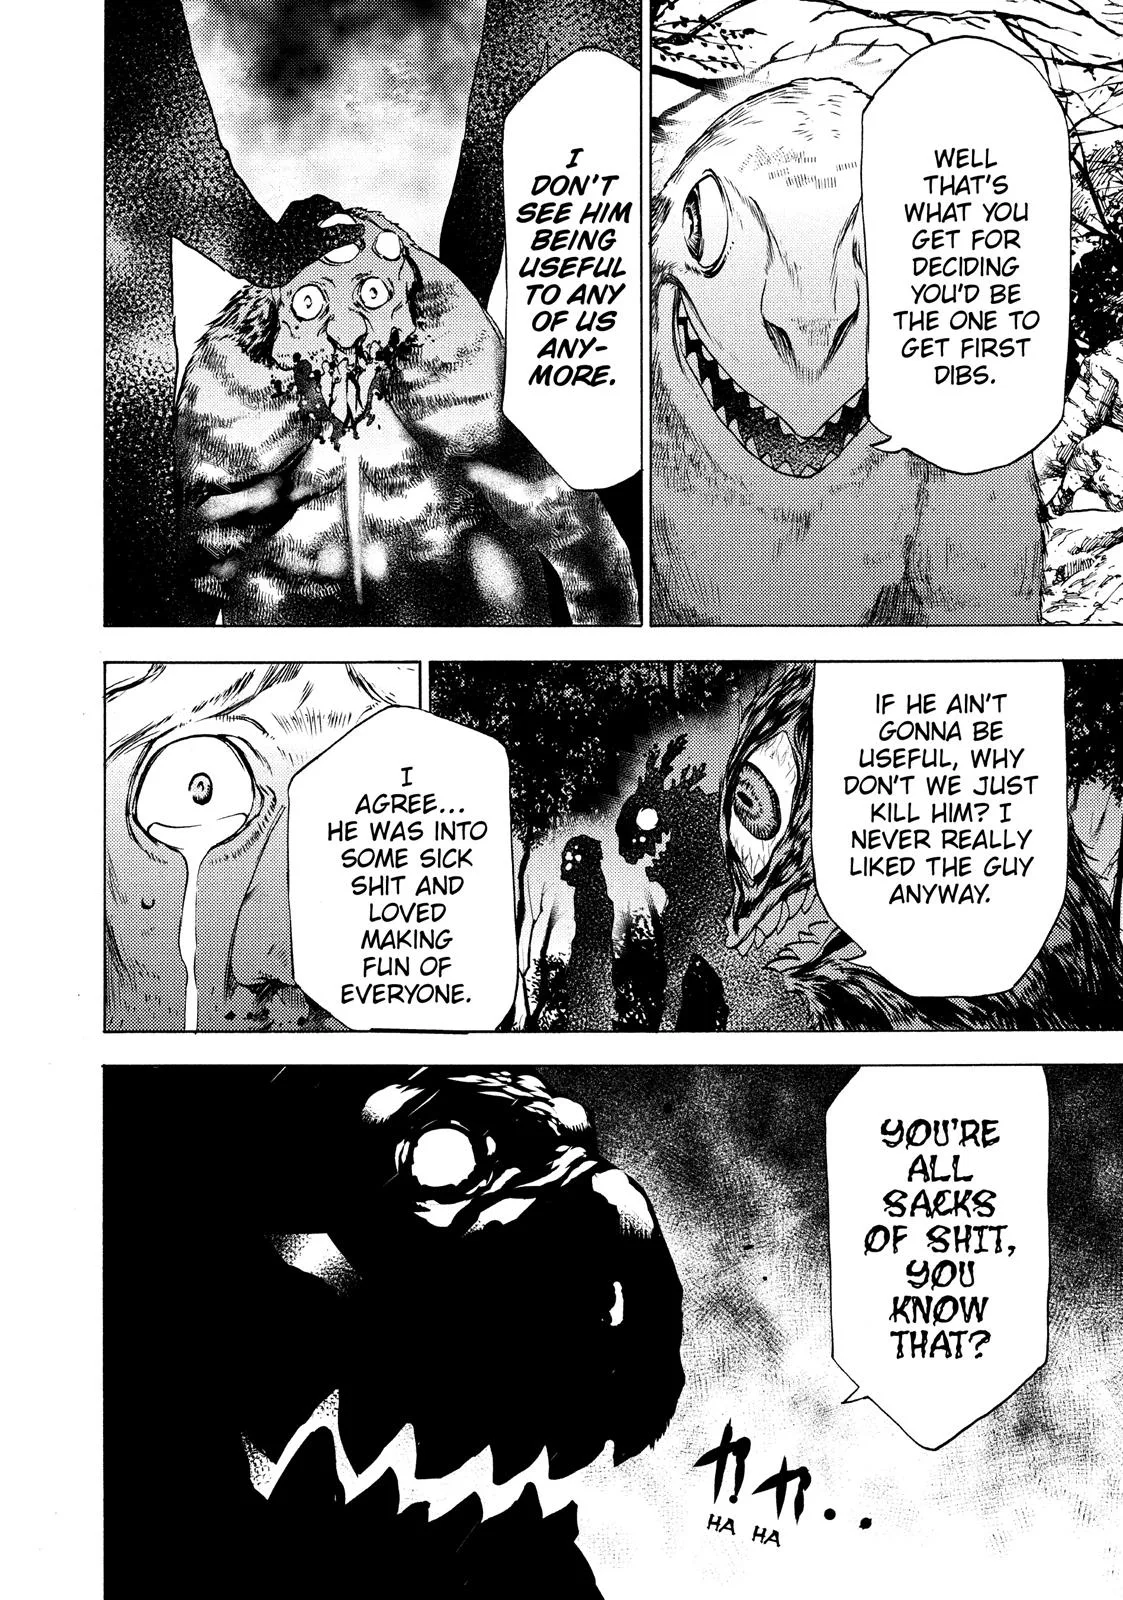 WELL
THAT'S
WHAT YOU
GET FOR
DECIDING
YOU'D BE
THE ONE TO
GET FIRST
DIBS.
I
DON'T
SEE HIM
BEING
USEFUL
TO ANY
OF US
ANY-
MORE.
IF HE AIN'T
GONNA BE
USEFUL, WHY
DON'T WE JUST
KILL HIM? I
NEVER REALLY
LIKED THE GUY
ANYWAY.
I
AGREE...
HE WAS INTO
SOME SICK
SHIT AND
LOVED
MAKING
FUN OF
EVERYONE.
YOU'RE
ALL
SACKS
OF SHIT,
YOU
KNOW
THAT?
カカ..
HA HA